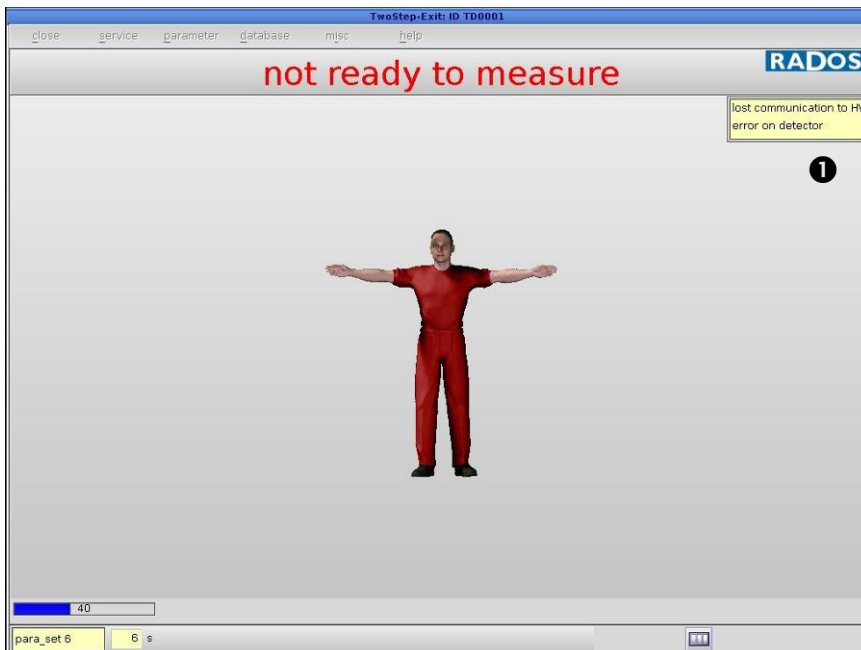 TwoStep-Exit: ID TD0001
close service parameter database misc help
not ready to measure
RADOS
lost communication to HV
error on detector
1
40
para_set 6 6 s